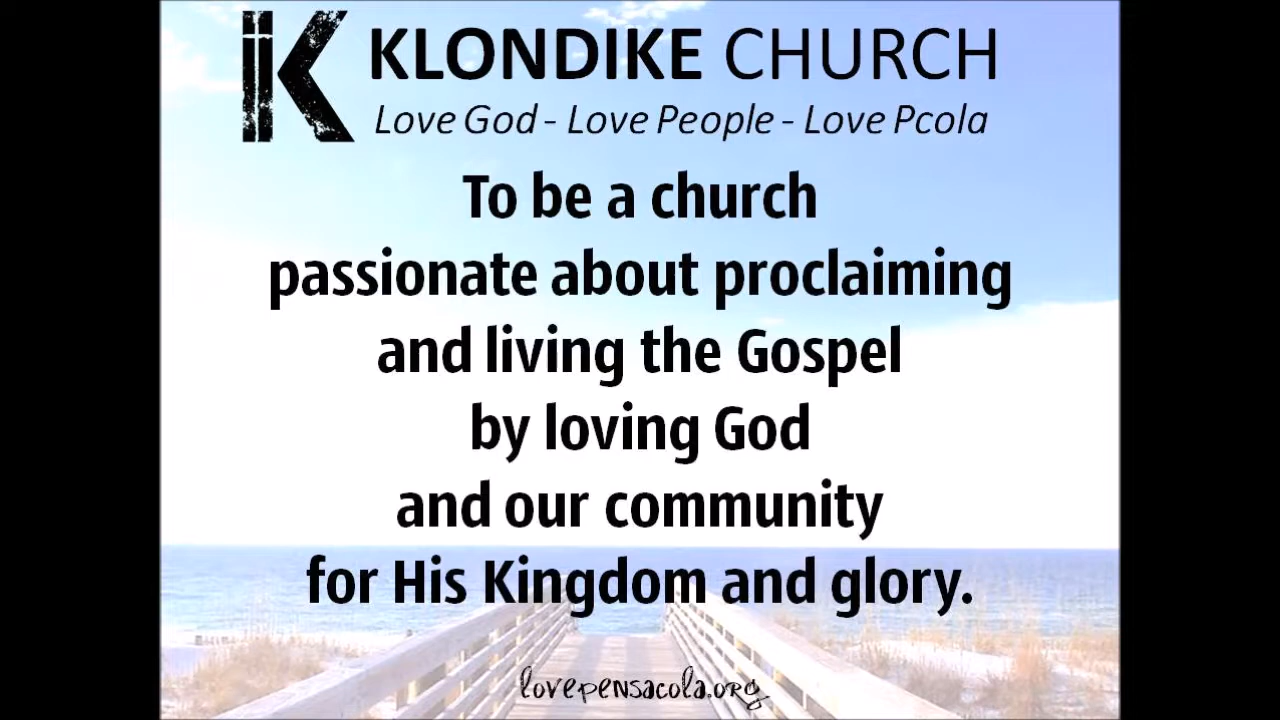 KLONDIKE CHURCH
Love God - Love People - Love Pcola
To be a church
passionate about proclaiming
and living the Gospel
by loving God
and our community
for His Kingdom and glory.
lovepensacola.org